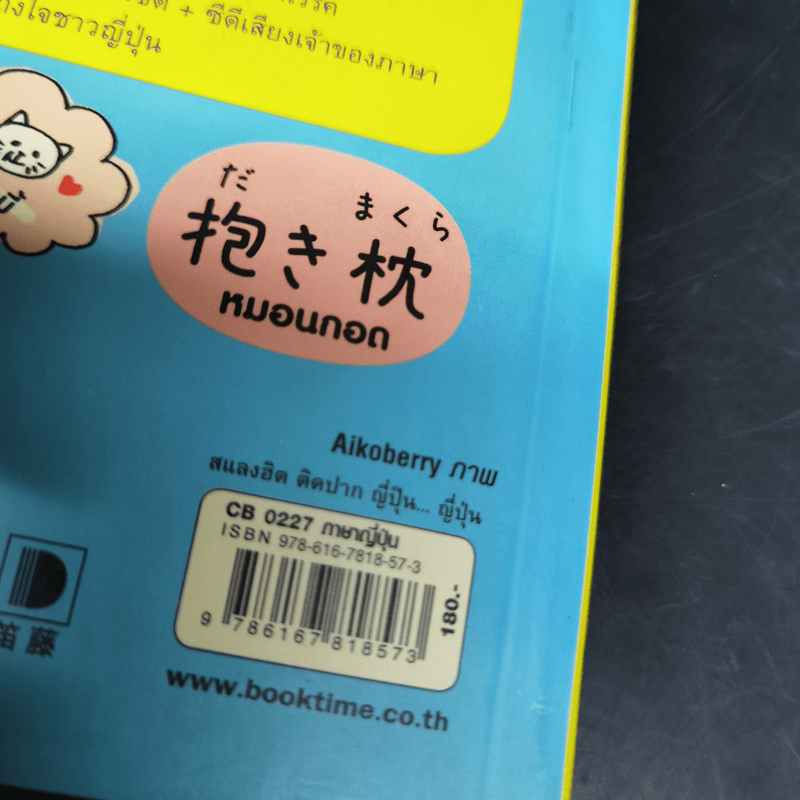 + ซีดีเสียงเจ้าของภาษา
ชาวญี่ปุ่น
だ まくら
抱き枕
หมอนกอด
Aikoberry ภาพ
สแลงฮิต ติดปาก ญี่ปุ๊น... ญี่ปุ่น
CB 0227 ภาษาญี่ปุ่น
ISBN 978-616-7818-57-3
9 786167 818573
180.-
笛藤
www.booktime.co.th